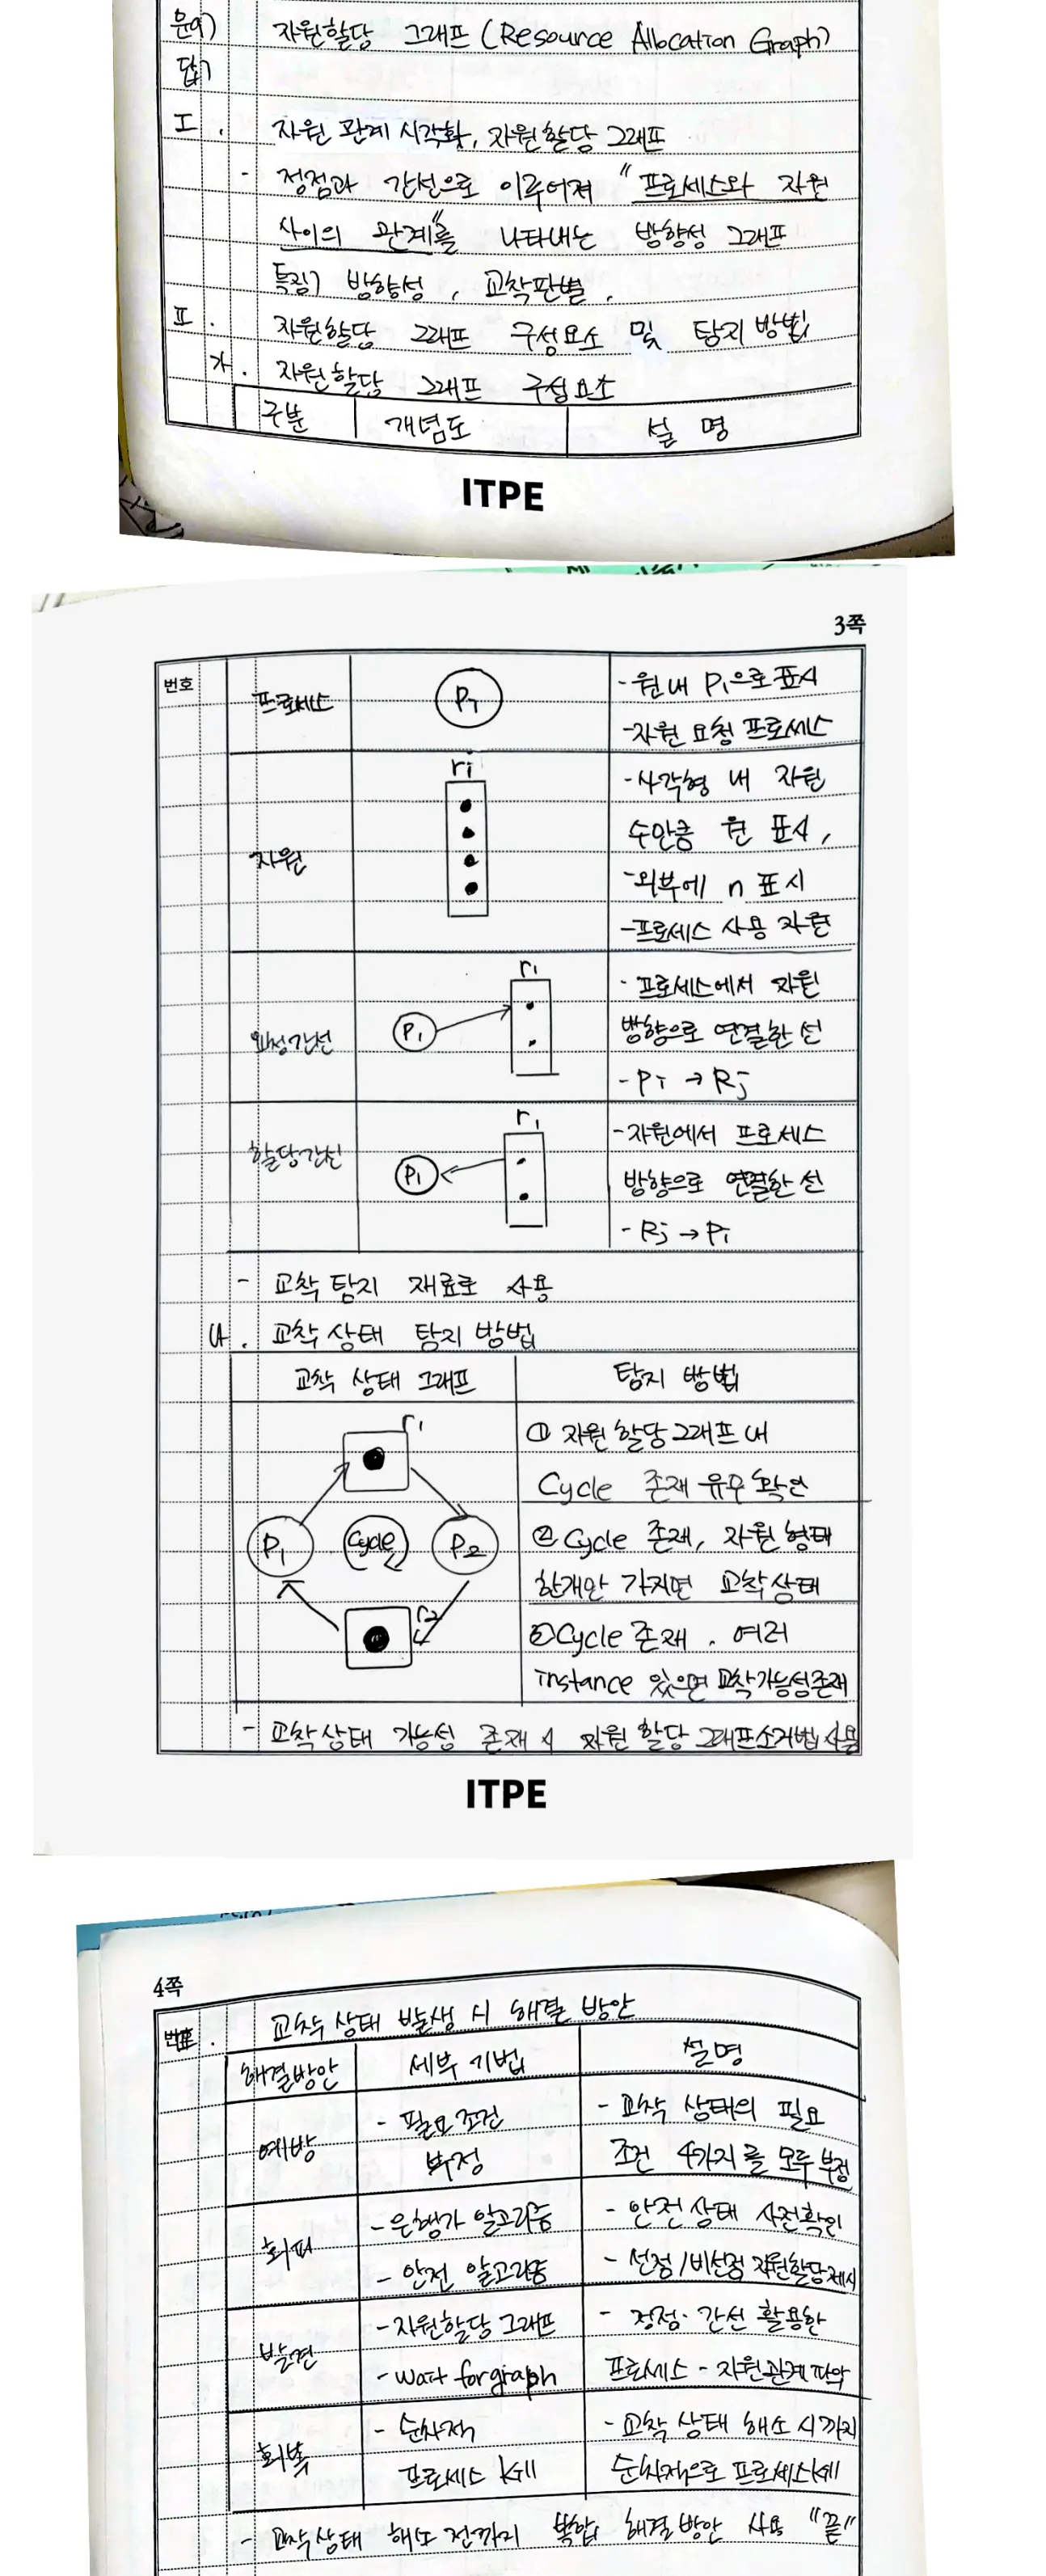 문9) 자원할당 그래프 (Resource Allocation Graph)
답)
I. 자원 관계 시각화, 자원할당 그래프
- 정점과 간선으로 이루어져 "프로세스와 자원
사이의 관계"를 나타내는 방향성 그래프
특징) 방향성, 교착판별.
II. 자원할당 그래프 구성요소 및 탐지 방법
가. 자원할당 그래프 구성요소
구분 개념도 설명
ITPE
3쪽
번호
프로세스
Pi
- 원내 Pi으로 표시
- 자원 요청 프로세스
자원
ri
- 사각형 내 자원
수만큼 원 표시,
- 외부에 n 표시
- 프로세스 사용 자원
요청간선
P1
r1
- 프로세스에서 자원
방향으로 연결한 선
- Pi → Rj
할당간선
P1
r1
- 자원에서 프로세스
방향으로 연결한 선
- Rj → Pi
- 교착 탐지 재료로 사용
나. 교착 상태 탐지 방법
교착 상태 그래프 탐지 방법
r1
P1 Cycle P2
r2
① 자원 할당 그래프 내
Cycle 존재 유무 확인
② Cycle 존재, 자원 형태
한개만 가지면 교착상태
③ Cycle 존재, 여러
instance 있으면 교착가능성존재
- 교착상태 가능성 존재 시 자원 할당 그래프소거법 사용
ITPE
4쪽
번호
. 교착 상태 발생 시 해결 방안
해결방안 세부 기법 설명
예방
- 필요조건
부정
- 교착 상태의 필요
조건 4가지를 모두 부정
회피
- 은행가 알고리즘
- 안전 알고리즘
- 안전 상태 사전확인
- 선점/비선점 자원할당제시
발견
- 자원할당 그래프
- wait for graph
- 정점·간선 활용한
프로세스 - 자원관계 파악
회복
- 순차적
프로세스 kill
- 교착 상태 해소 시까지
순차적으로 프로세스 kill
- 교착상태 해소 전까지 복합 해결 방안 사용 "끝"